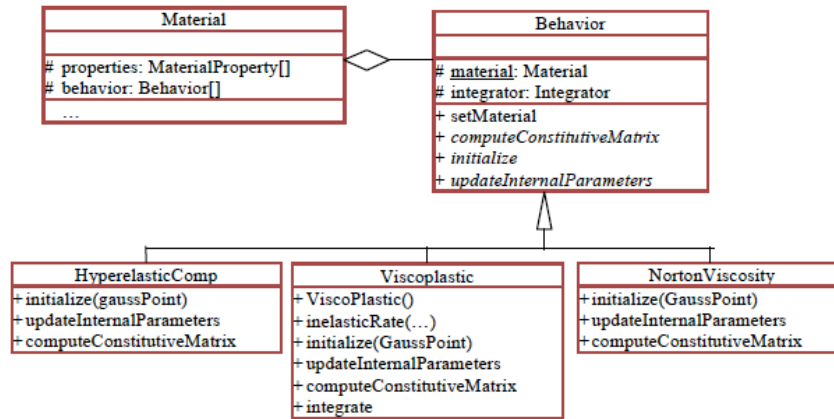 Material
# properties: MaterialProperty[]
# behavior: Behavior[]
...
Behavior
# material: Material
# integrator: Integrator
+ setMaterial
+ computeConstitutiveMatrix
+ initialize
+ updateInternalParameters
HyperelasticComp
+ initialize(gaussPoint)
+ updateInternalParameters
+ computeConstitutiveMatrix
Viscoplastic
+ ViscoPlastic()
+ inelasticRate(...)
+ initialize(GaussPoint)
+ updateInternalParameters
+ computeConstitutiveMatrix
+ integrate
NortonViscosity
+ initialize(GaussPoint)
+ updateInternalParameters
+ computeConstitutiveMatrix